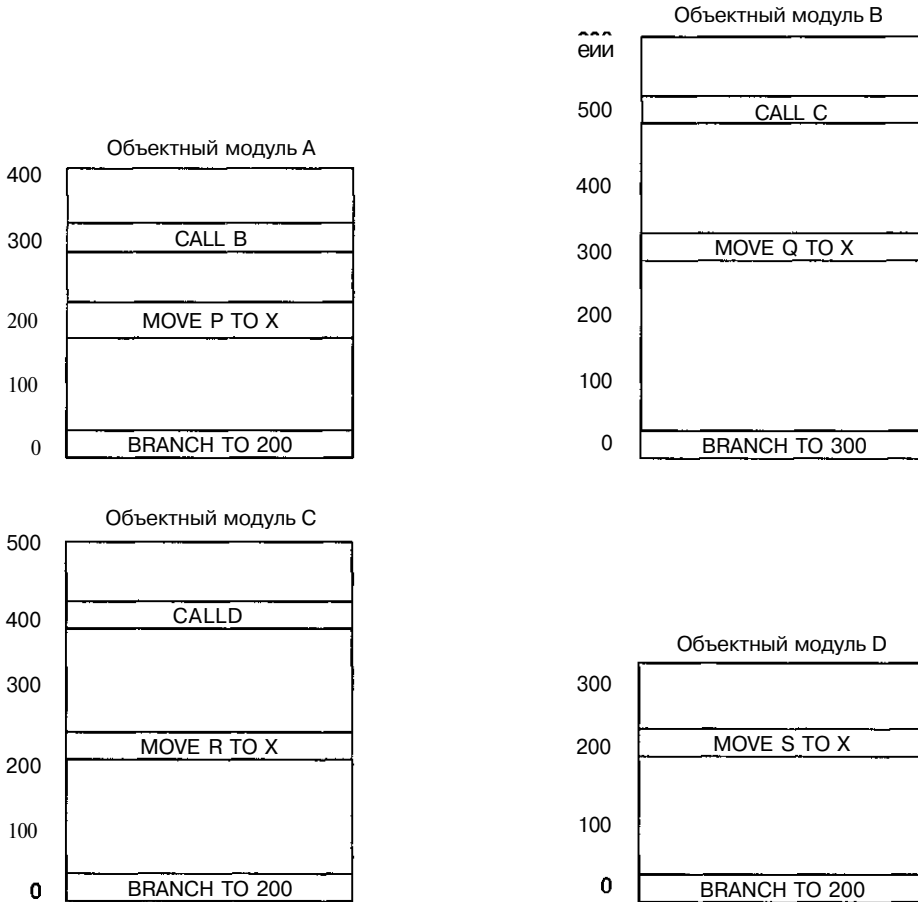 Объектный модуль A
400
300
CALL B
200
MOVE P TO X
100
0
BRANCH TO 200
Объектный модуль B
еии
500
CALL C
400
300
MOVE Q TO X
200
100
0
BRANCH TO 300
Объектный модуль C
500
400
CALLD
300
MOVE R TO X
200
100
0
BRANCH TO 200
Объектный модуль D
300
200
MOVE S TO X
100
0
BRANCH TO 200